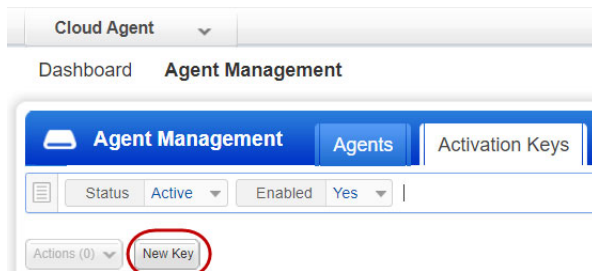 Cloud Agent
Dashboard Agent Management
Agent Management Agents Activation Keys
Status Active Enabled Yes
Actions (0) New Key